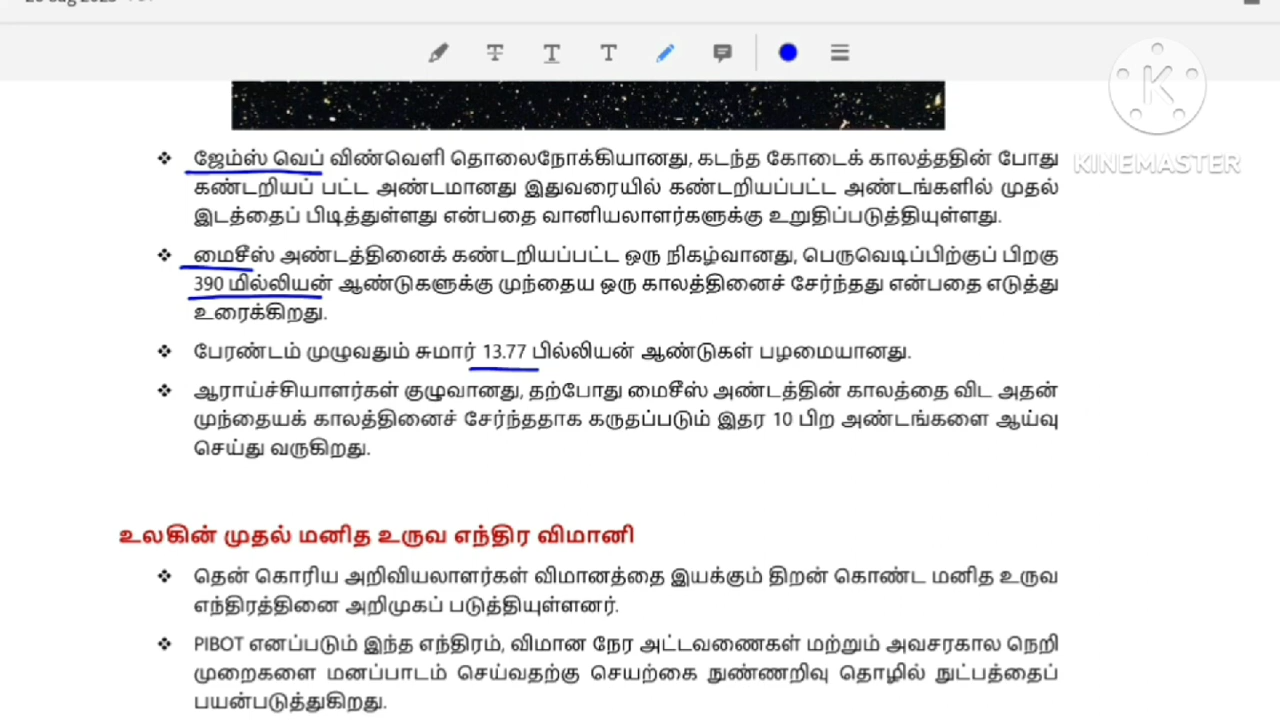 KINEMASTER
❖ ஜேம்ஸ் வெப் விண்வெளி தொலைநோக்கியானது, கடந்த கோடைக் காலத்ததின் போது
கண்டறியப் பட்ட அண்டமானது இதுவரையில் கண்டறியப்பட்ட அண்டங்களில் முதல்
இடத்தைப் பிடித்துள்ளது என்பதை வானியலாளர்களுக்கு உறுதிப்படுத்தியுள்ளது.
❖ மைசீஸ் அண்டத்தினைக் கண்டறியப்பட்ட ஒரு நிகழ்வானது, பெருவெடிப்பிற்குப் பிறகு
390 மில்லியன் ஆண்டுகளுக்கு முந்தைய ஒரு காலத்தினைச் சேர்ந்தது என்பதை எடுத்து
உரைக்கிறது.
❖ பேரண்டம் முழுவதும் சுமார் 13.77 பில்லியன் ஆண்டுகள் பழமையானது.
❖ ஆராய்ச்சியாளர்கள் குழுவானது, தற்போது மைசீஸ் அண்டத்தின் காலத்தை விட அதன்
முந்தையக் காலத்தினைச் சேர்ந்ததாக கருதப்படும் இதர 10 பிற அண்டங்களை ஆய்வு
செய்து வருகிறது.
உலகின் முதல் மனித உருவ எந்திர விமானி
❖ தென் கொரிய அறிவியலாளர்கள் விமானத்தை இயக்கும் திறன் கொண்ட மனித உருவ
எந்திரத்தினை அறிமுகப் படுத்தியுள்ளனர்.
❖ PIBOT எனப்படும் இந்த எந்திரம், விமான நேர அட்டவணைகள் மற்றும் அவசரகால நெறி
முறைகளை மனப்பாடம் செய்வதற்கு செயற்கை நுண்ணறிவு தொழில் நுட்பத்தைப்
பயன்படுத்துகிறது.